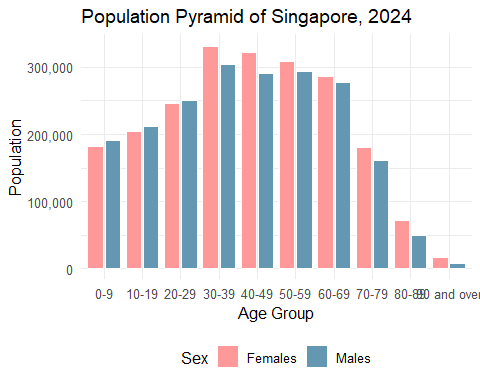 Population Pyramid of Singapore, 2024
Population
300,000
200,000
100,000
0
0-9 10-19 20-29 30-39 40-49 50-59 60-69 70-79 80-89 90 and over
Age Group
Sex Females Males